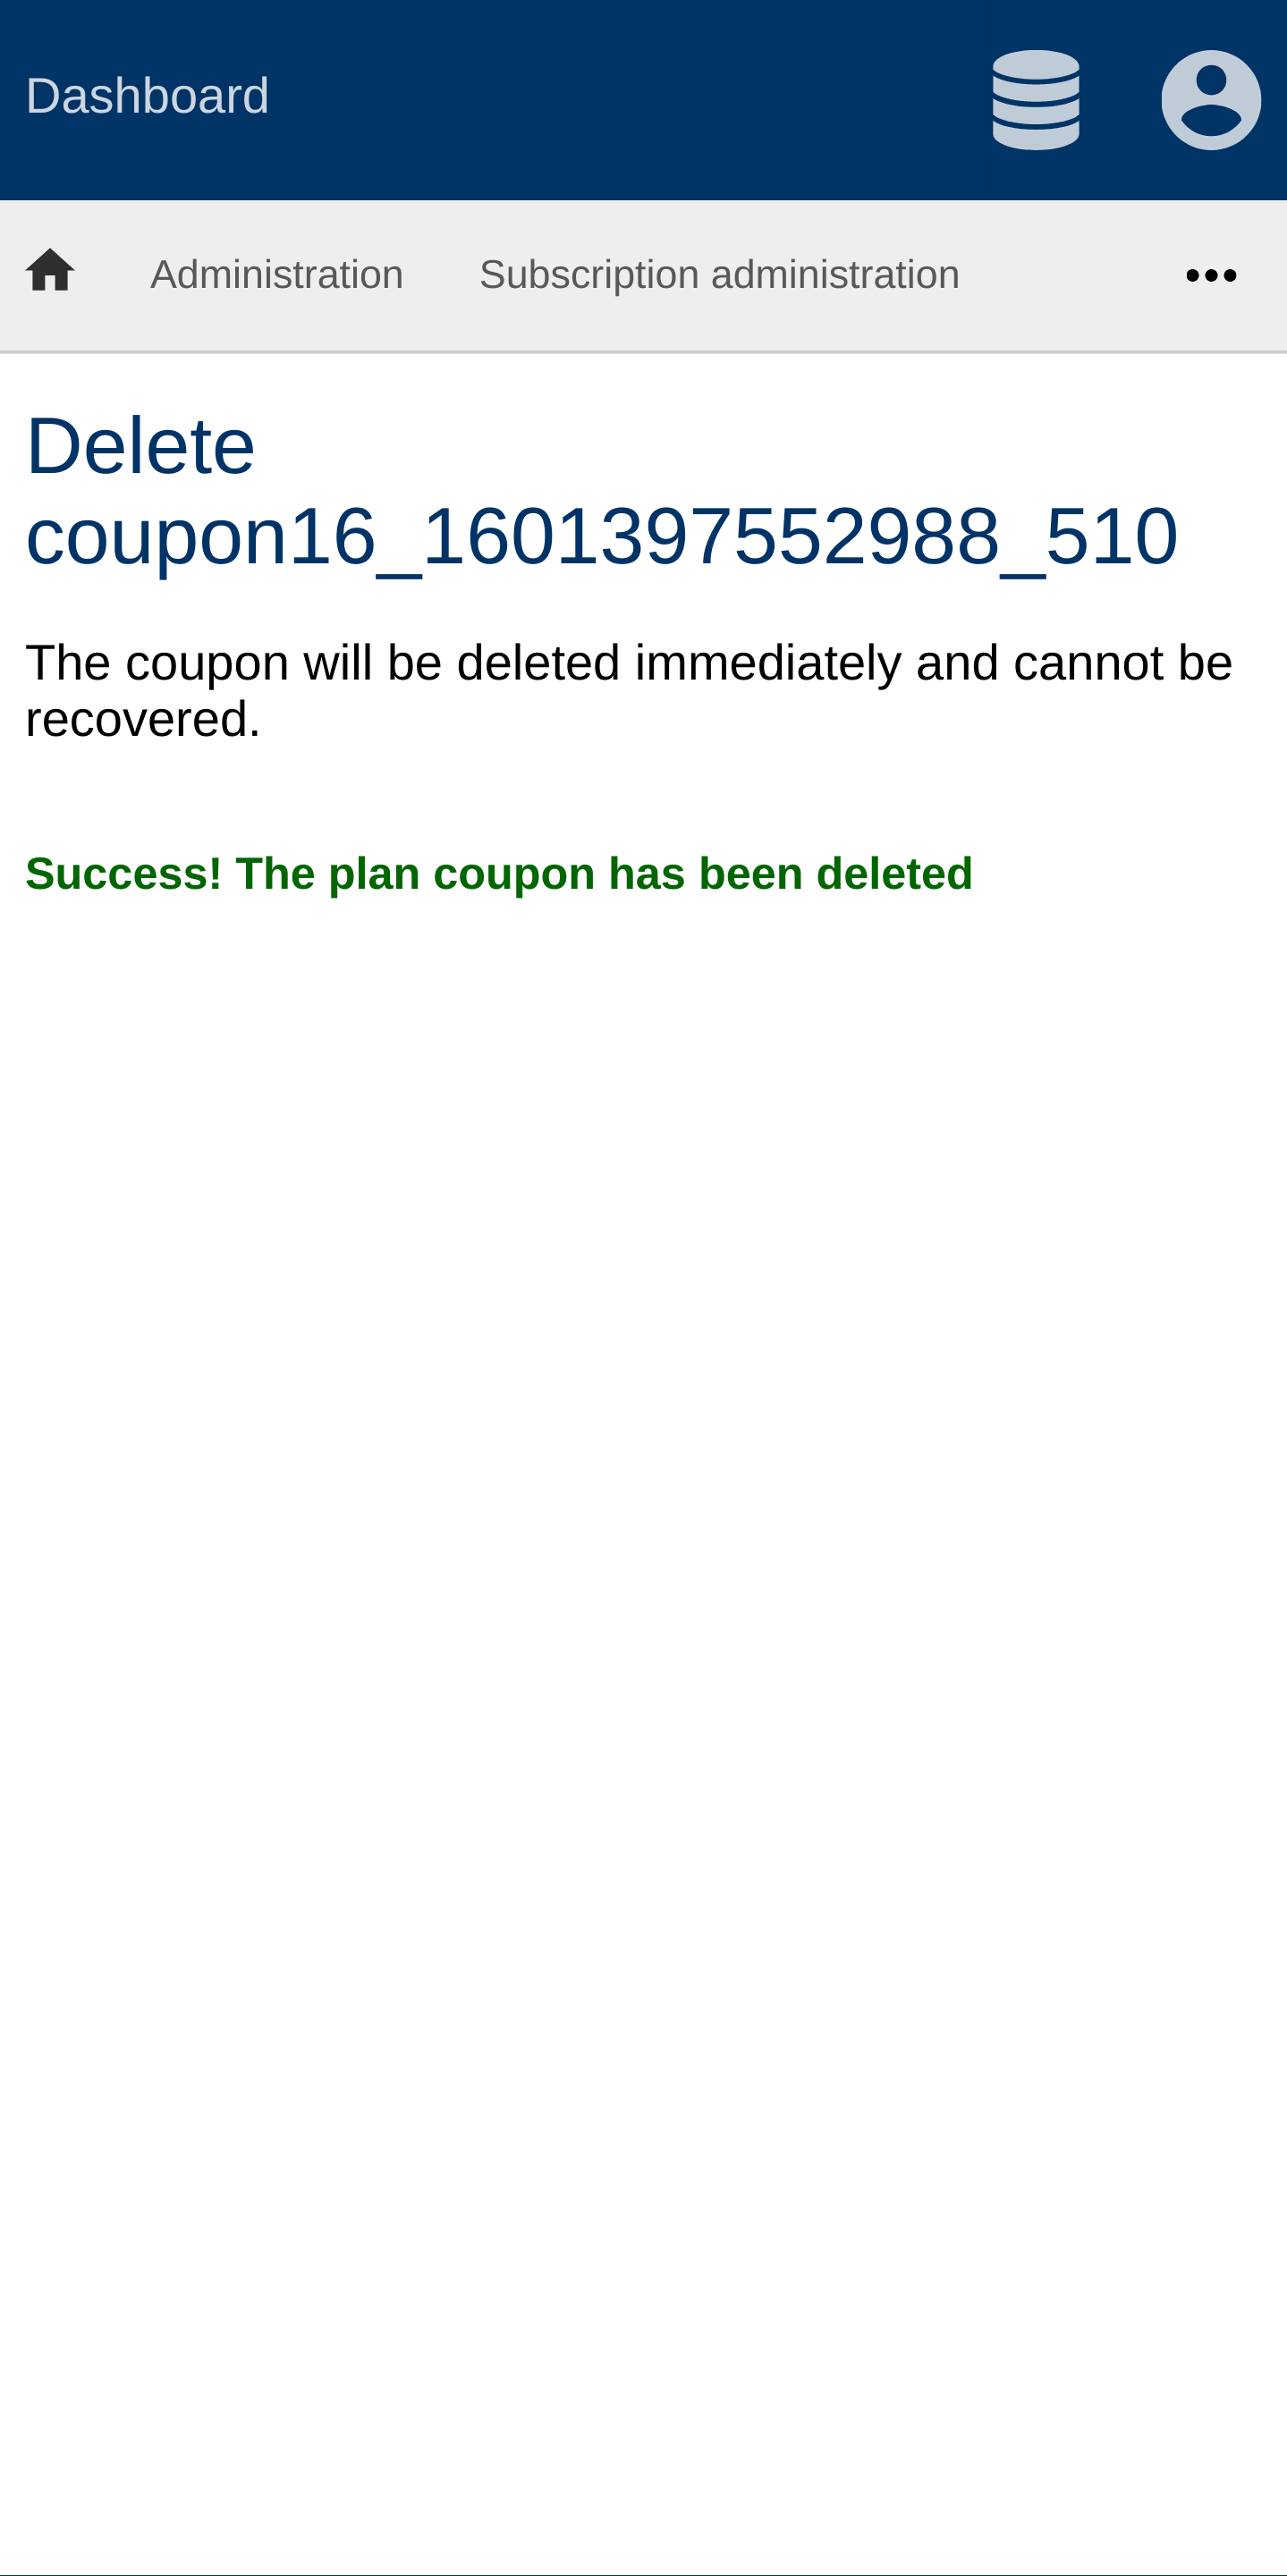 Dashboard
Administration Subscription administration
Delete
coupon16_1601397552988_510
The coupon will be deleted immediately and cannot be
recovered.
Success! The plan coupon has been deleted